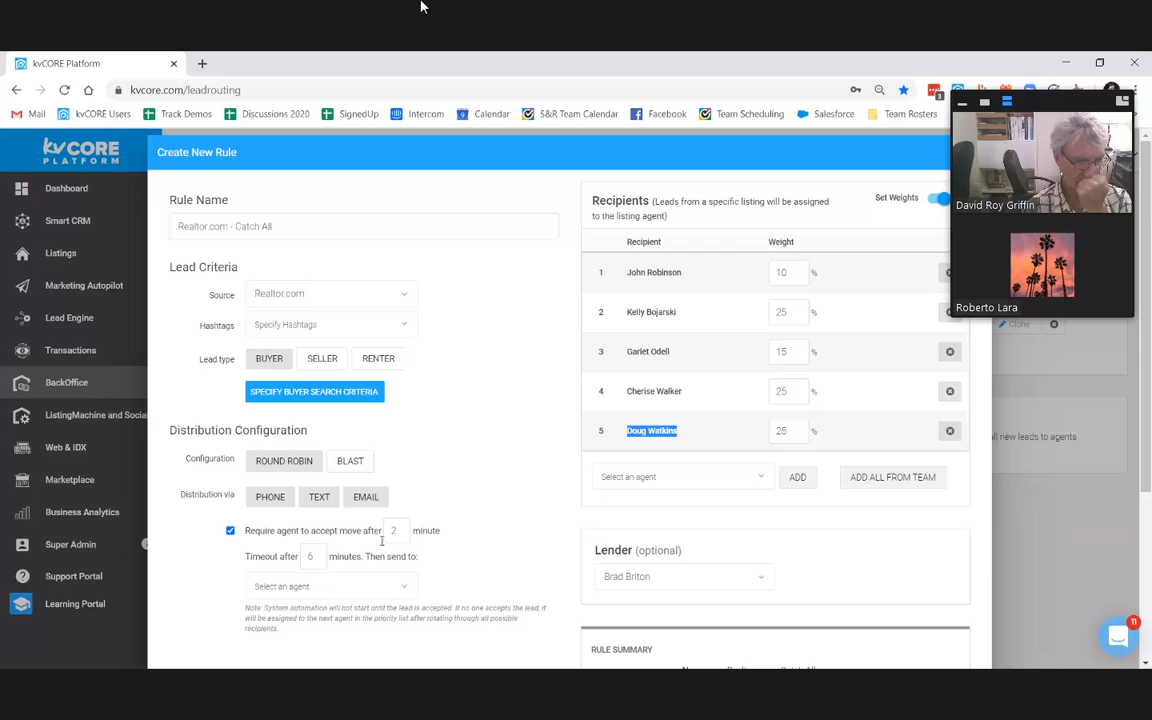 kvCORE Platform
kvcore.com/leadrouting
3
Mail
kvCORE Users
Track Demos
Discussions 2020
SignedUp
Intercom
Calendar
S&R Team Calendar
Facebook
Team Scheduling
Salesforce
Team Rosters
kvCORE
PLATFORM
Dashboard
Smart CRM
Listings
Marketing Autopilot
Lead Engine
Transactions
BackOffice
ListingMachine and Social
Web & IDX
Marketplace
Business Analytics
Super Admin
Support Portal
Learning Portal
Create New Rule
Rule Name
Realtor.com - Catch All
Lead Criteria
Source
Realtor.com
Hashtags
Specify Hashtags
Lead type
BUYER
SELLER
RENTER
SPECIFY BUYER SEARCH CRITERIA
Distribution Configuration
Configuration
ROUND ROBIN
BLAST
Distribution via
PHONE
TEXT
EMAIL
Require agent to accept move after 2 minute
Timeout after 6 minutes. Then send to:
Select an agent
Note: System automation will not start until the lead is accepted. If no one accepts the lead, it
will be assigned to the next agent in the priority list after rotating through all possible
recipients.
Recipients (Leads from a specific listing will be assigned
to the listing agent)
Set Weights
Recipient
Weight
1 John Robinson 10 %
2 Kelly Bojarski 25 %
3 Gariet Odell 15 %
4 Cherise Walker 25 %
5 Doug Watkins 25 %
Select an agent
ADD
ADD ALL FROM TEAM
Lender (optional)
Brad Briton
RULE SUMMARY
David Roy Griffin
Roberto Lara
Clone
all new leads to agents
11